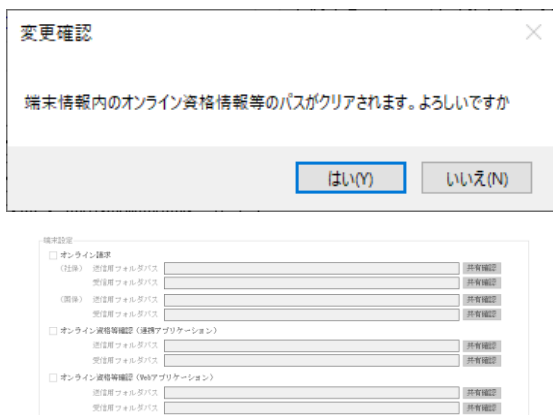 変更確認
端末情報内のオンライン資格情報等のパスがクリアされます。よろしいですか
はい(Y) いいえ(N)
端末設定
オンライン請求
(社保) 送信用フォルダパス 共有確認
受信用フォルダパス 共有確認
(国保) 送信用フォルダパス 共有確認
受信用フォルダパス 共有確認
オンライン資格等確認(連携アプリケーション)
送信用フォルダパス 共有確認
受信用フォルダパス 共有確認
オンライン資格等確認(Webアプリケーション)
送信用フォルダパス 共有確認
受信用フォルダパス 共有確認